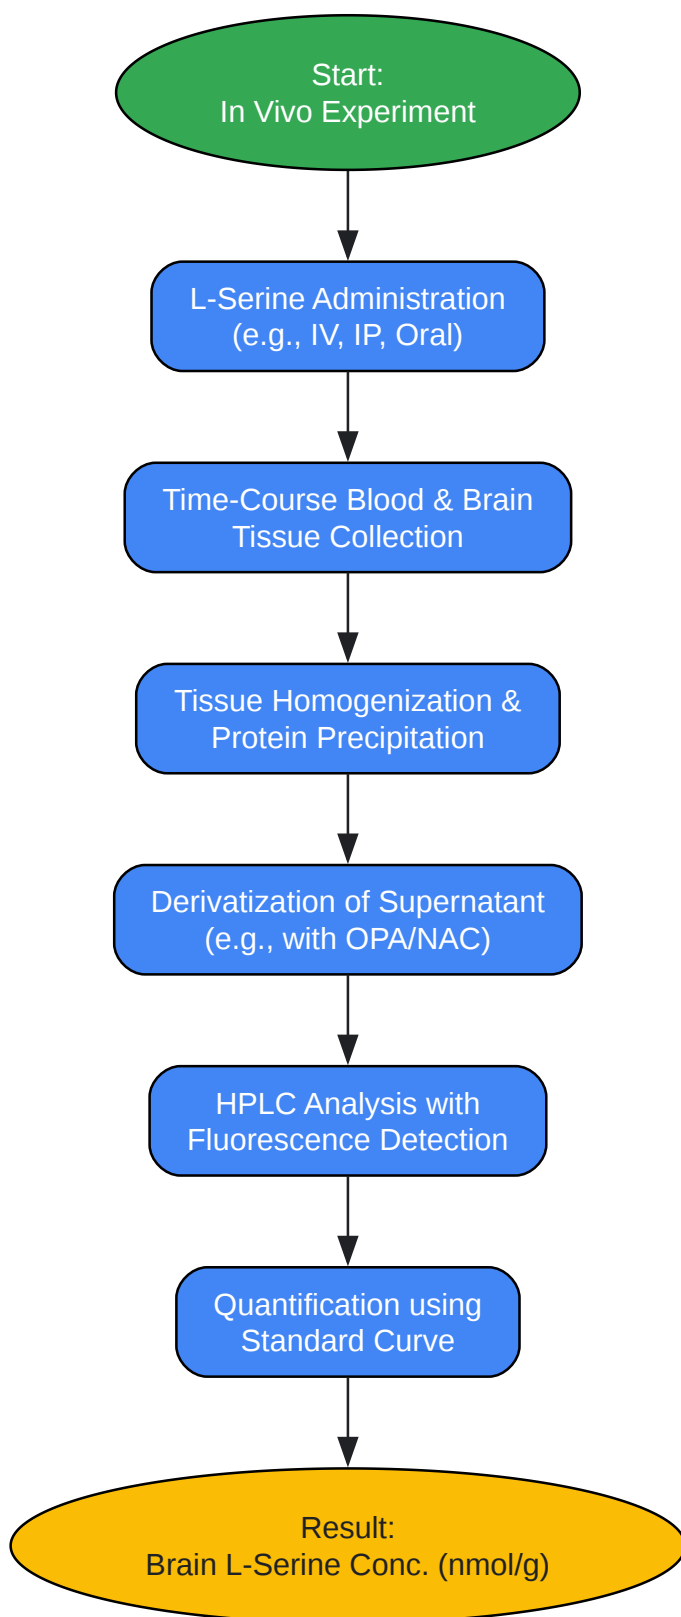 Start:
In Vivo Experiment
L-Serine Administration
(e.g., IV, IP, Oral)
Time-Course Blood & Brain
Tissue Collection
Tissue Homogenization &
Protein Precipitation
Derivatization of Supernatant
(e.g., with OPA/NAC)
HPLC Analysis with
Fluorescence Detection
Quantification using
Standard Curve
Result:
Brain L-Serine Conc. (nmol/g)